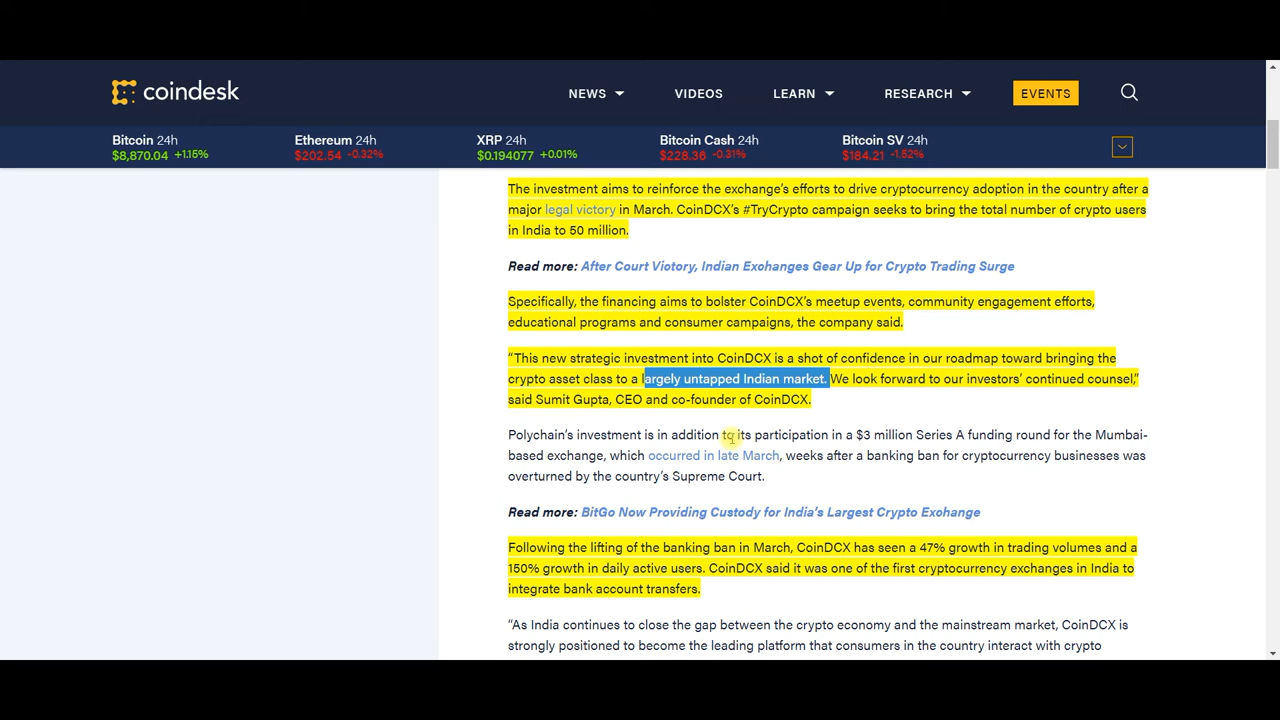 coindesk
NEWS VIDEOS LEARN RESEARCH EVENTS
Bitcoin 24h Ethereum 24h XRP 24h Bitcoin Cash 24h Bitcoin SV 24h
$8,870.04 +1.15% $202.54 -0.32% $0.194077 +0.01% $228.36 -0.31% $184.21 -1.52%
The investment aims to reinforce the exchange's efforts to drive cryptocurrency adoption in the country after a
major legal victory in March. CoinDCX's #TryCrypto campaign seeks to bring the total number of crypto users
in India to 50 million.
Read more: After Court Victory, Indian Exchanges Gear Up for Crypto Trading Surge
Specifically, the financing aims to bolster CoinDCX's meetup events, community engagement efforts,
educational programs and consumer campaigns, the company said.
“This new strategic investment into CoinDCX is a shot of confidence in our roadmap toward bringing the
crypto asset class to a largely untapped Indian market. We look forward to our investors’ continued counsel,”
said Sumit Gupta, CEO and co-founder of CoinDCX.
Polychain’s investment is in addition to its participation in a $3 million Series A funding round for the Mumbai-
based exchange, which occurred in late March, weeks after a banking ban for cryptocurrency businesses was
overturned by the country’s Supreme Court.
Read more: BitGo Now Providing Custody for India’s Largest Crypto Exchange
Following the lifting of the banking ban in March, CoinDCX has seen a 47% growth in trading volumes and a
150% growth in daily active users. CoinDCX said it was one of the first cryptocurrency exchanges in India to
integrate bank account transfers.
“As India continues to close the gap between the crypto economy and the mainstream market, CoinDCX is
strongly positioned to become the leading platform that consumers in the country interact with crypto